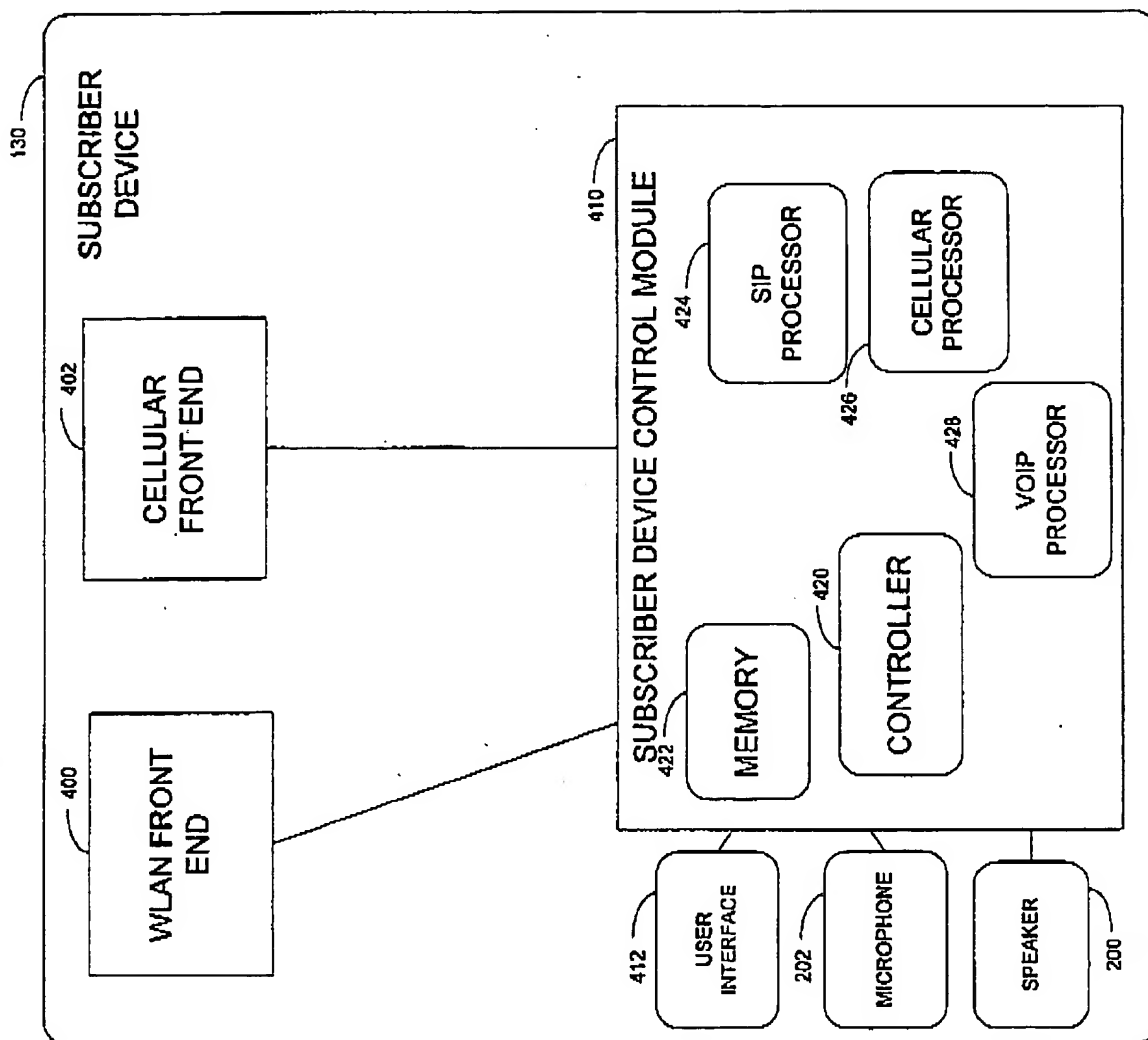 130
SUBSCRIBER
DEVICE
402
CELLULAR
FRONT END
400
WLAN FRONT
END
410
SUBSCRIBER DEVICE CONTROL MODULE
424
SIP
PROCESSOR
426
CELLULAR
PROCESSOR
428
VOIP
PROCESSOR
422
MEMORY
420
CONTROLLER
412
USER
INTERFACE
202
MICROPHONE
SPEAKER
200